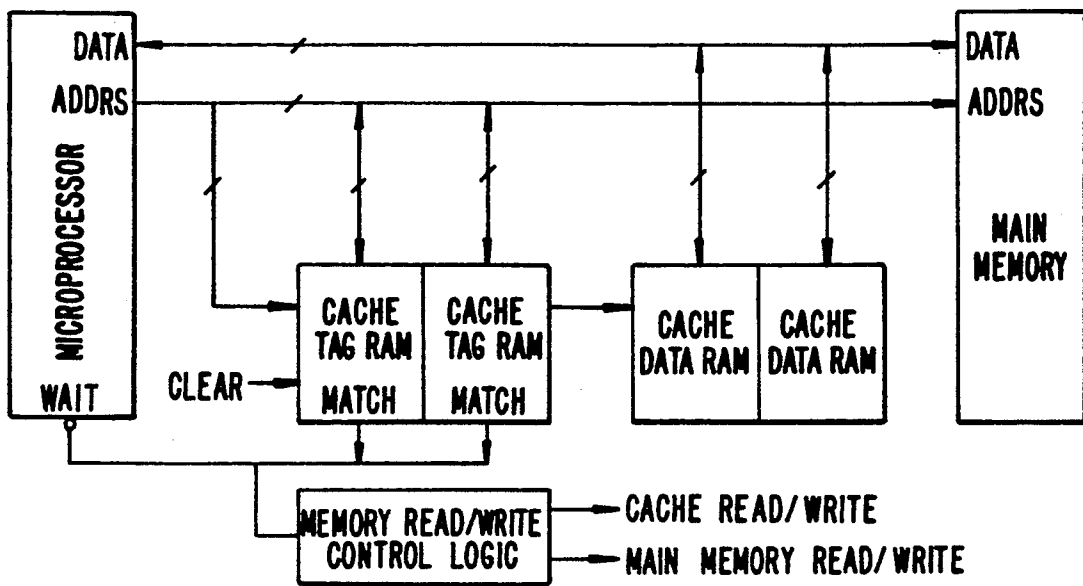 DATA
ADDRS
MICROPROCESSOR
WAIT
CLEAR
CACHE
TAG RAM
MATCH
CACHE
TAG RAM
MATCH
CACHE
DATA RAM
CACHE
DATA RAM
DATA
ADDRS
MAIN
MEMORY
MEMORY READ/WRITE
CONTROL LOGIC
CACHE READ/WRITE
MAIN MEMORY READ/WRITE